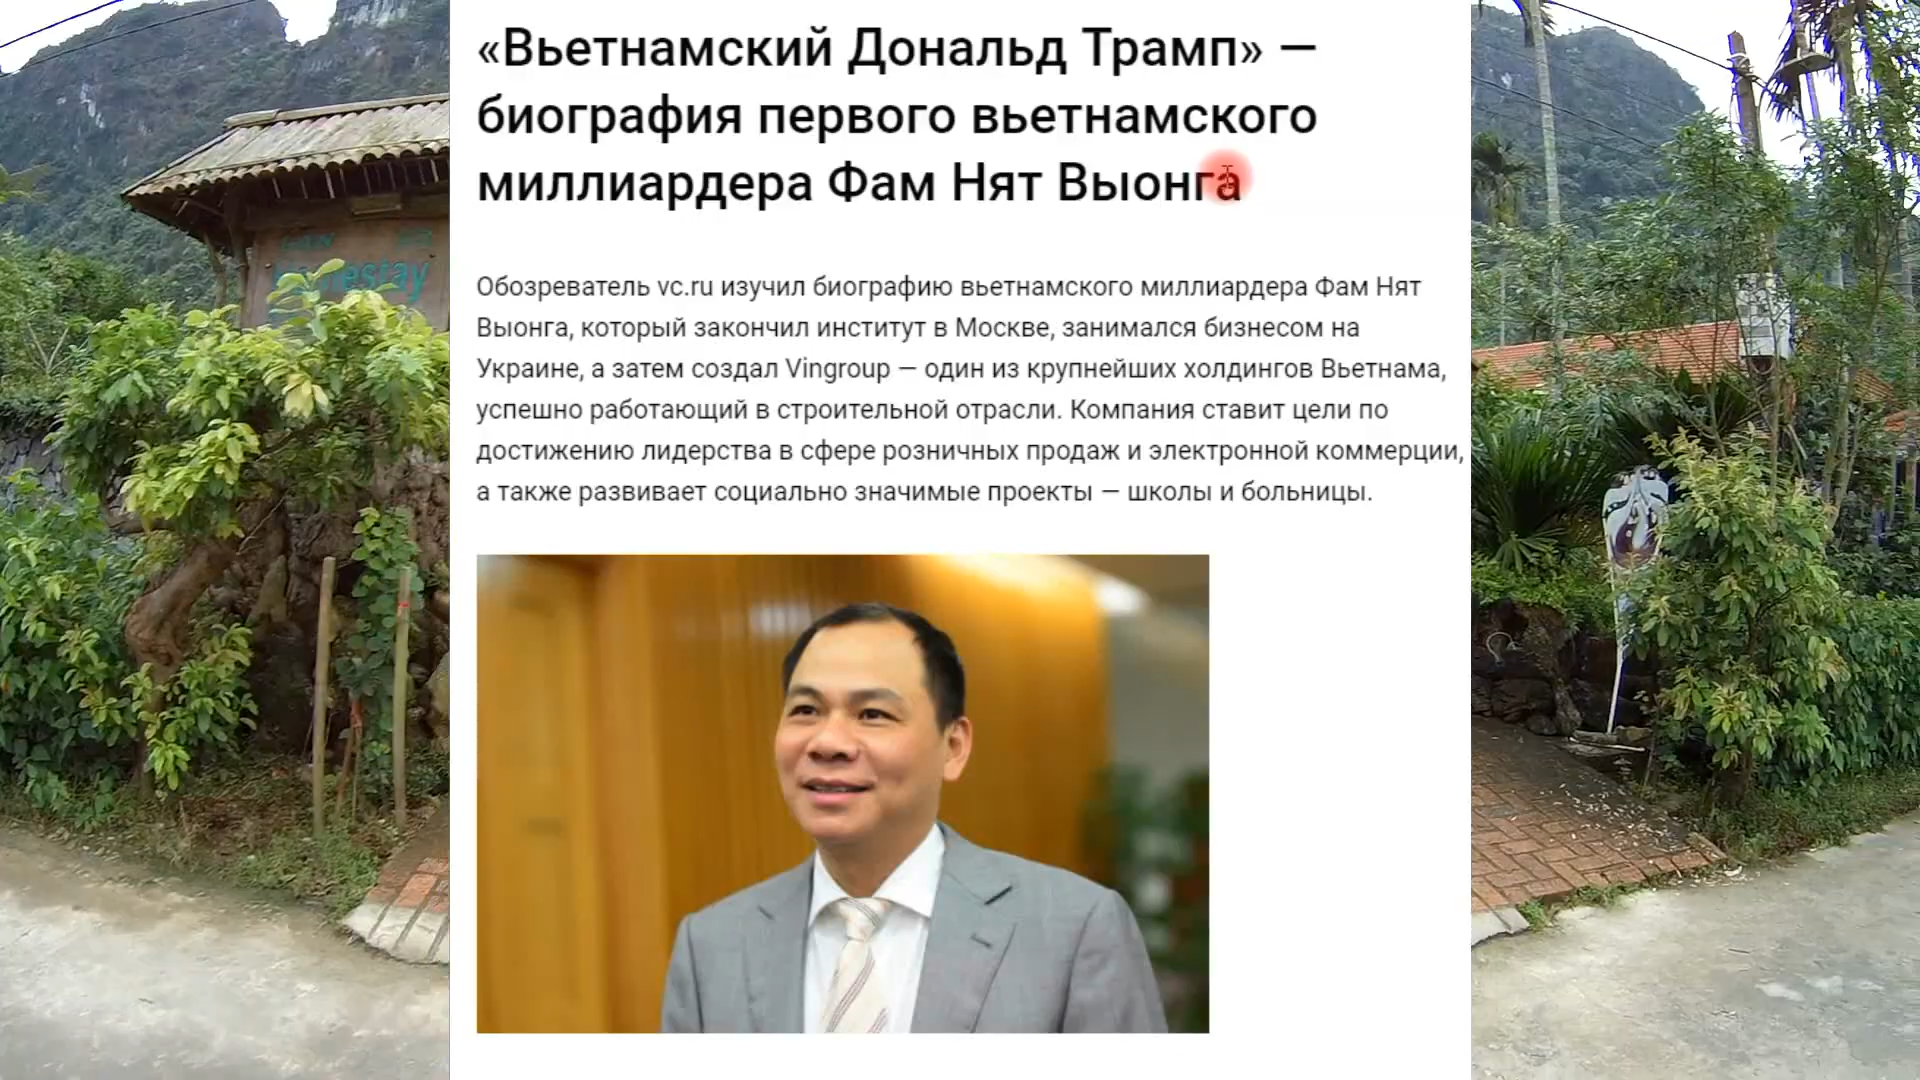 «Вьетнамский Дональд Трамп» —
биография первого вьетнамского
миллиардера Фам Нят Выонга
Обозреватель vc.ru изучил биографию вьетнамского миллиардера Фам Нят
Выонга, который закончил институт в Москве, занимался бизнесом на
Украине, а затем создал Vingroup — один из крупнейших холдингов Вьетнама,
успешно работающий в строительной отрасли. Компания ставит цели по
достижению лидерства в сфере розничных продаж и электронной коммерции,
а также развивает социально значимые проекты — школы и больницы.